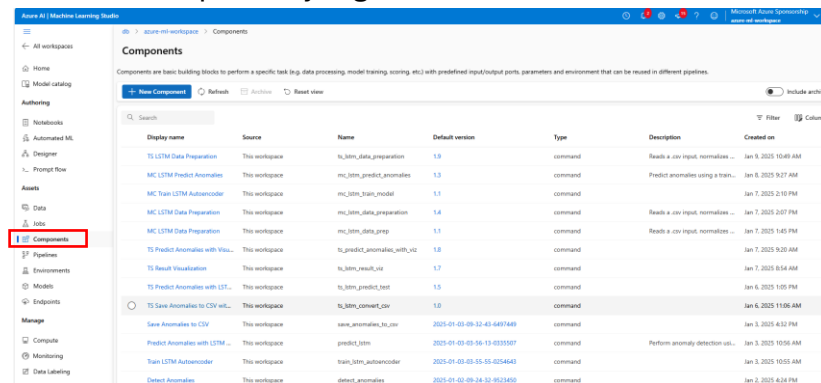 Azure AI | Machine Learning Studio
Microsoft Azure Sponsorship
azure-ml-workspace
All workspaces
Home
Model catalog
Authoring
Notebooks
Automated ML
Designer
Prompt flow
Assets
Data
Jobs
Components
Pipelines
Environments
Models
Endpoints
Manage
Compute
Monitoring
Data Labeling
azure-ml-workspace > Components
Components
Components are basic building blocks to perform a specific task (e.g. data processing, model training, scoring, etc.) with predefined input/output ports, parameters and environment that can be reused in different pipelines.
+ New Component Refresh Archive Reset view Include archi
Search Filter Colum
Display name Source Name Default version Type Description Created on
TS LSTM Data Preparation This workspace ts_lstm_data_preparation 1.9 command Reads a .csv input, normalizes ... Jan 9, 2025 10:49 AM
MC LSTM Predict Anomalies This workspace mc_lstm_predict_anomalies 1.3 command Predict anomalies using a train... Jan 8, 2025 9:27 AM
MC Train LSTM Autoencoder This workspace mc_lstm_train_model 1.1 command Jan 7, 2025 2:10 PM
MC LSTM Data Preparation This workspace mc_lstm_data_preparation 1.4 command Reads a .csv input, normalizes ... Jan 7, 2025 2:07 PM
MC LSTM Data Preparation This workspace mc_lstm_data_prep 1.1 command Reads a .csv input, normalizes ... Jan 7, 2025 1:45 PM
TS Predict Anomalies with Visu... This workspace ts_predict_anomalies_with_viz 1.8 command Jan 7, 2025 9:20 AM
TS Result Visualization This workspace ts_lstm_result_viz 1.7 command Jan 7, 2025 8:54 AM
TS Predict Anomalies with LST... This workspace ts_lstm_predict_test 1.5 command Jan 6, 2025 1:05 PM
TS Save Anomalies to CSV wit... This workspace ts_lstm_convert_csv 1.0 command Jan 6, 2025 11:06 AM
Save Anomalies to CSV This workspace save_anomalies_to_csv 2025-01-03-09-32-43-6497449 command Jan 3, 2025 4:32 PM
Predict Anomalies with LSTM ... This workspace predict_lstm 2025-01-03-03-56-13-0335507 command Perform anomaly detection usi... Jan 3, 2025 10:56 AM
Train LSTM Autoencoder This workspace train_lstm_autoencoder 2025-01-03-03-55-55-0254643 command Jan 3, 2025 10:55 AM
Detect Anomalies This workspace detect_anomalies 2025-01-02-09-24-32-9523450 command Jan 2, 2025 4:24 PM